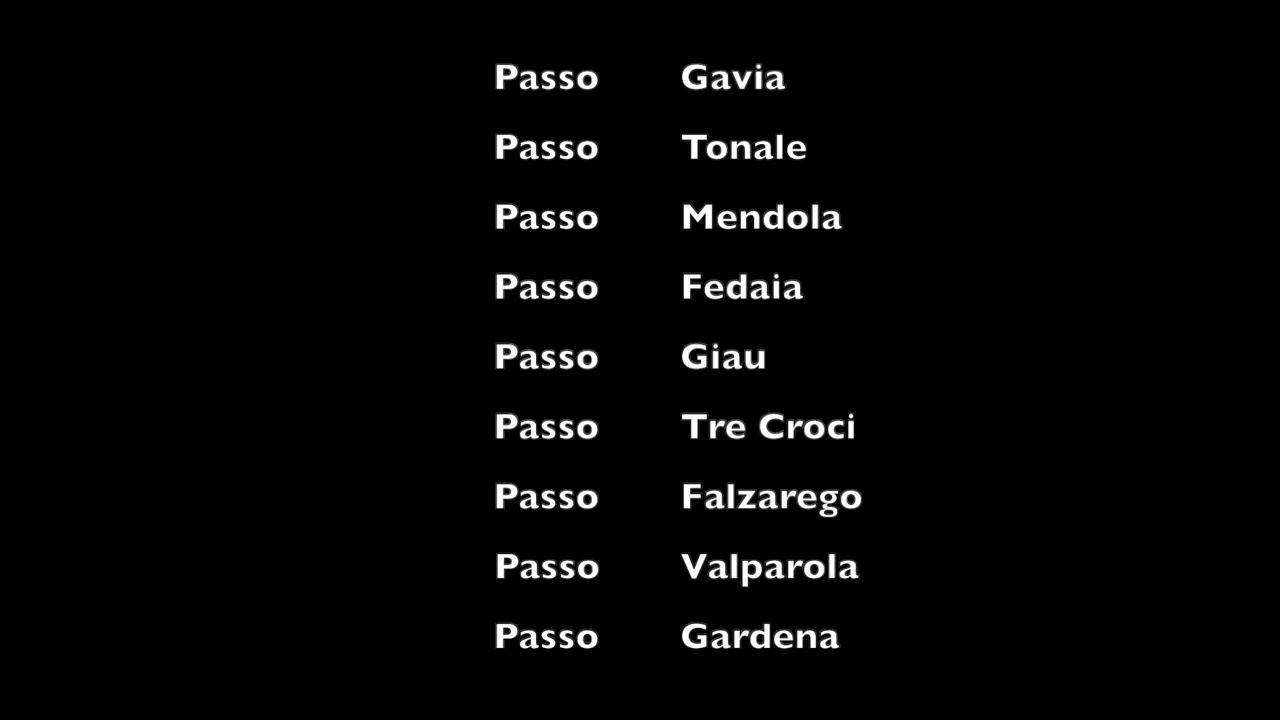 Passo Gavia
Passo Tonale
Passo Mendola
Passo Fedaia
Passo Giau
Passo Tre Croci
Passo Falzarego
Passo Valparola
Passo Gardena